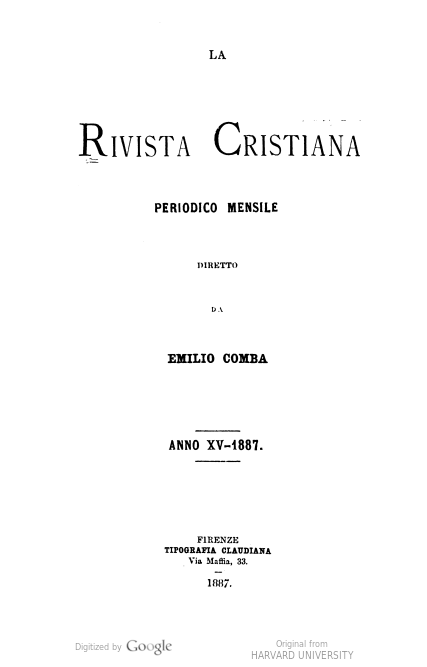 LA
RIVISTA CRISTIANA
PERIODICO MENSILE
DIRETTO
DA
EMILIO COMBA
ANNO XV-1887.
FIRENZE
TIPOGRAFIA CLAUDIANA
Via Maffia, 33.
1887.
Digitized by Google
Original from
HARVARD UNIVERSITY